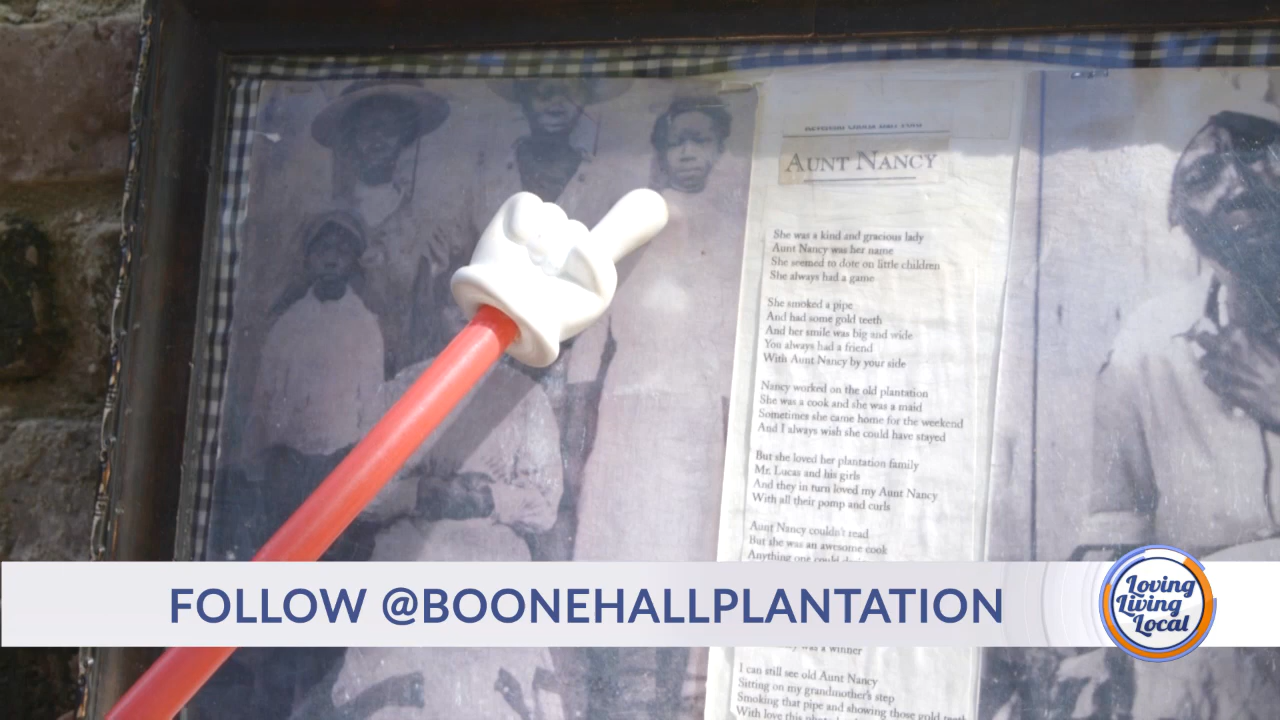 AUNT NANCY
She was a kind and gracious lady
Aunt Nancy was her name
She seemed to dote on little children
She always had a game
She smoked a pipe
And had some gold teeth
And her smile was big and wide
You always had a friend
With Aunt Nancy by your side
Nancy worked on the old plantation
She was a cook and she was a maid
Sometimes she came home for the weekend
And I always wish she could have stayed
But she loved her plantation family
Mr. Lucas and his girls
And they in turn loved my Aunt Nancy
With all their pomp and curls
Aunt Nancy couldn't read
But she was an awesome cook
Anything one could
FOLLOW @BOONEHALLPLANTATION
Loving
Living
Local
was a winner
I can still see old Aunt Nancy
Sitting on my grandmother's step
Smoking that pipe and showing those gold teeth
With love this